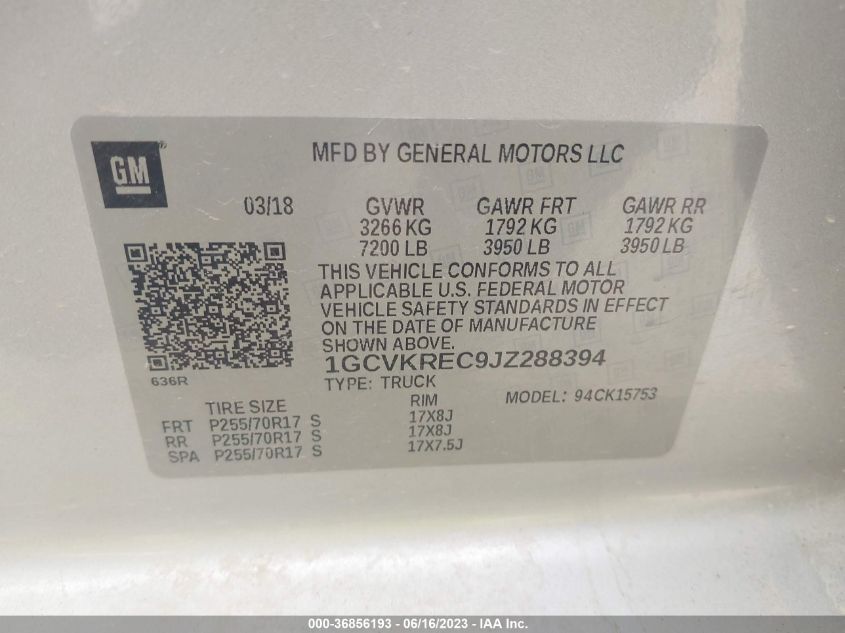 GM®
MFD BY GENERAL MOTORS LLC
03/18 GVWR GAWR FRT GAWR RR
3266 KG 1792 KG 1792 KG
7200 LB 3950 LB 3950 LB
THIS VEHICLE CONFORMS TO ALL
APPLICABLE U.S. FEDERAL MOTOR
VEHICLE SAFETY STANDARDS IN EFFECT
ON THE DATE OF MANUFACTURE
SHOWN ABOVE.
1GCVKREC9JZ288394
636R
TYPE: TRUCK
MODEL: 94CK15753
TIRE SIZE RIM
FRT P255/70R17 S 17X8J
RR P255/70R17 S 17X8J
SPA P255/70R17 S 17X7.5J
000-36856193 - 06/16/2023 - IAA Inc.